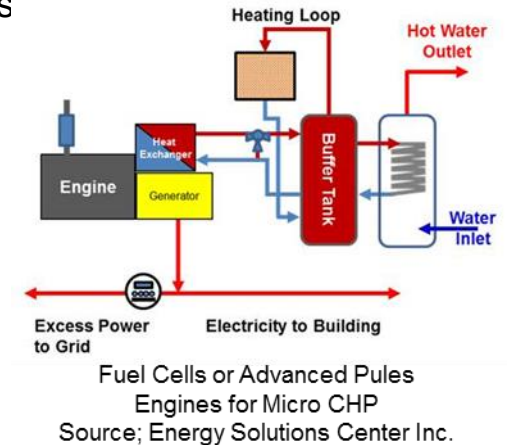 s
Heating Loop
Hot Water
Outlet
Heat
Exchanger
Buffer Tank
Engine
Generator
Water
Inlet
Excess Power
to Grid
Electricity to Building
Fuel Cells or Advanced Pules
Engines for Micro CHP
Source; Energy Solutions Center Inc.